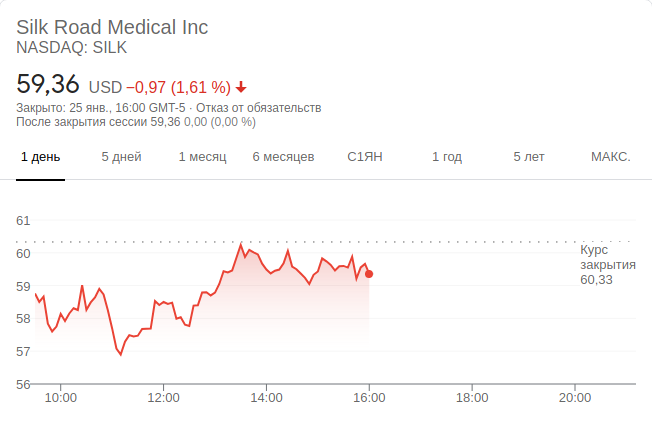 Silk Road Medical Inc
NASDAQ: SILK
59,36 USD −0,97 (1,61 %)
Закрыто: 25 янв., 16:00 GMT-5 · Отказ от обязательств
После закрытия сессии 59,36 0,00 (0,00 %)
1 день 5 дней 1 месяц 6 месяцев С1ЯН 1 год 5 лет МАКС.
61
60
59
58
57
56
Курс
закрытия
60,33
10:00 12:00 14:00 16:00 18:00 20:00